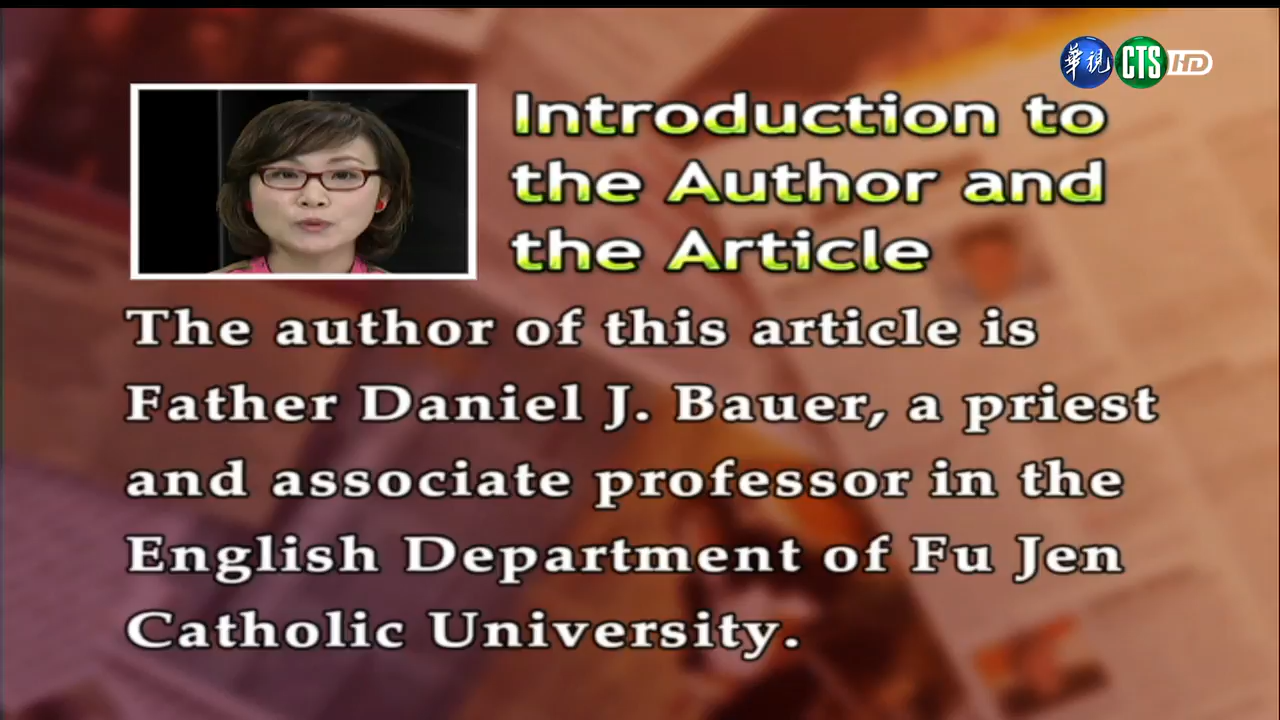 華視 CTS HD
Introduction to
the Author and
the Article
The author of this article is
Father Daniel J. Bauer, a priest
and associate professor in the
English Department of Fu Jen
Catholic University.